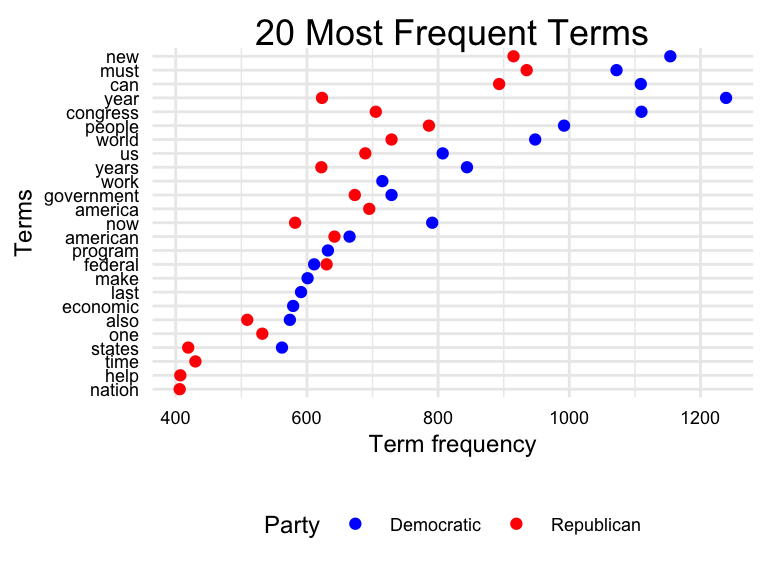 20 Most Frequent Terms
new
must
can
year
congress
people
world
us
years
work
government
america
now
american
program
federal
make
last
economic
also
one
states
time
help
nation
Terms
400 600 800 1000 1200
Term frequency
Party Democratic Republican